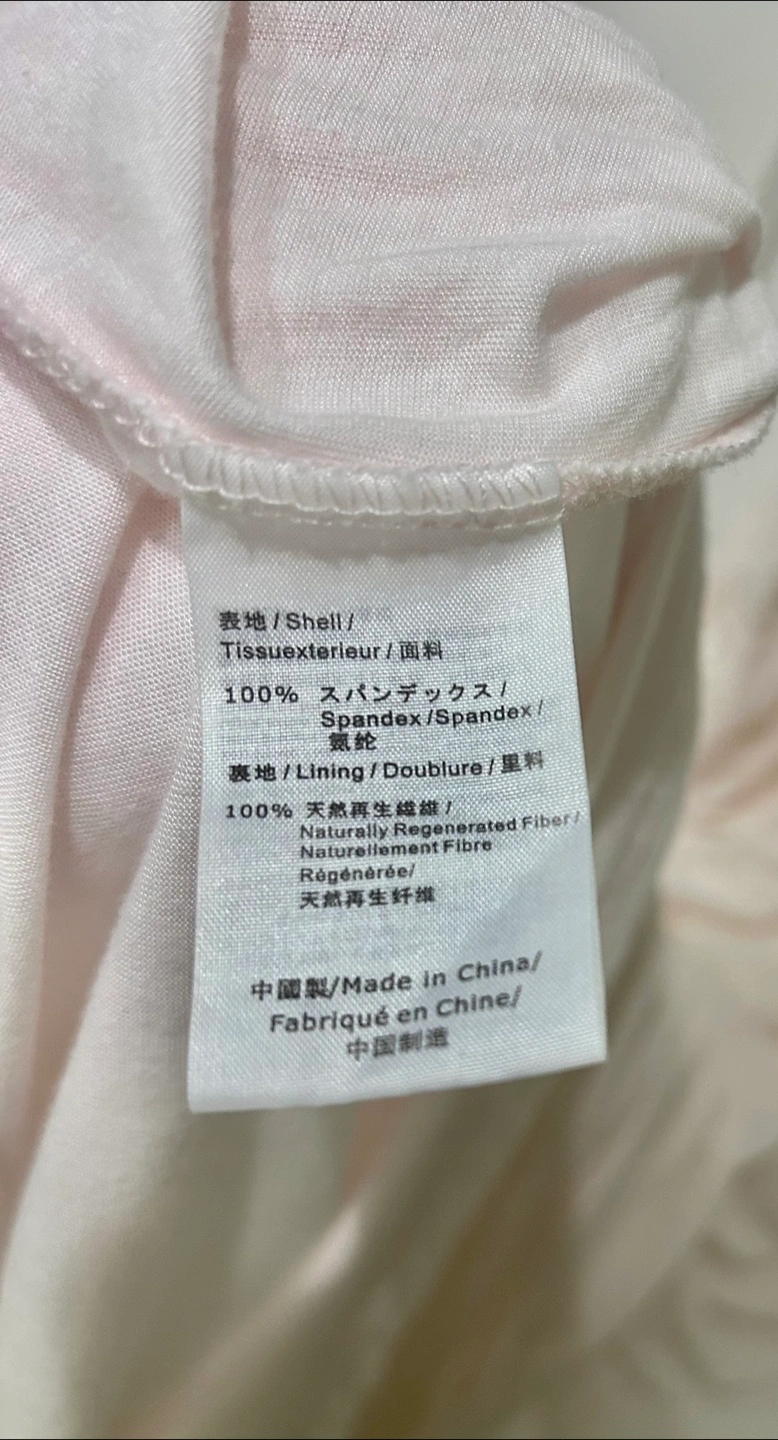 表地/Shell/
Tissuexterieur/面料
100% スパンデックス/
Spandex/Spandex/
氨纶
裏地/Lining/Doublure/里料
100% 天然再生繊維/
Naturally Regenerated Fiber/
Naturellement Fibre
Régénérée/
天然再生纤维
中國製/Made in China/
Fabriqué en Chine/
中国制造